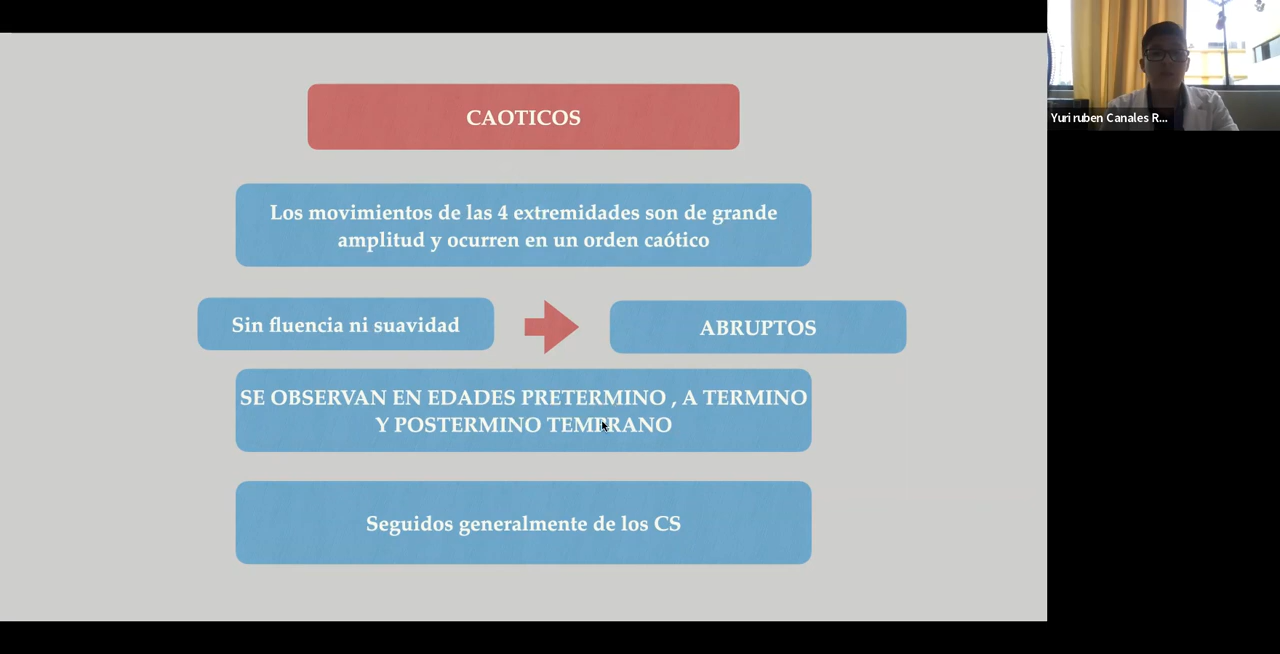 CAOTICOS
Los movimientos de las 4 extremidades son de grande
amplitud y ocurren en un orden caótico
Sin fluencia ni suavidad
ABRUPTOS
SE OBSERVAN EN EDADES PRETERMINO , A TERMINO
Y POSTERMINO TEMPRANO
Seguidos generalmente de los CS
Yuri ruben Canales R...